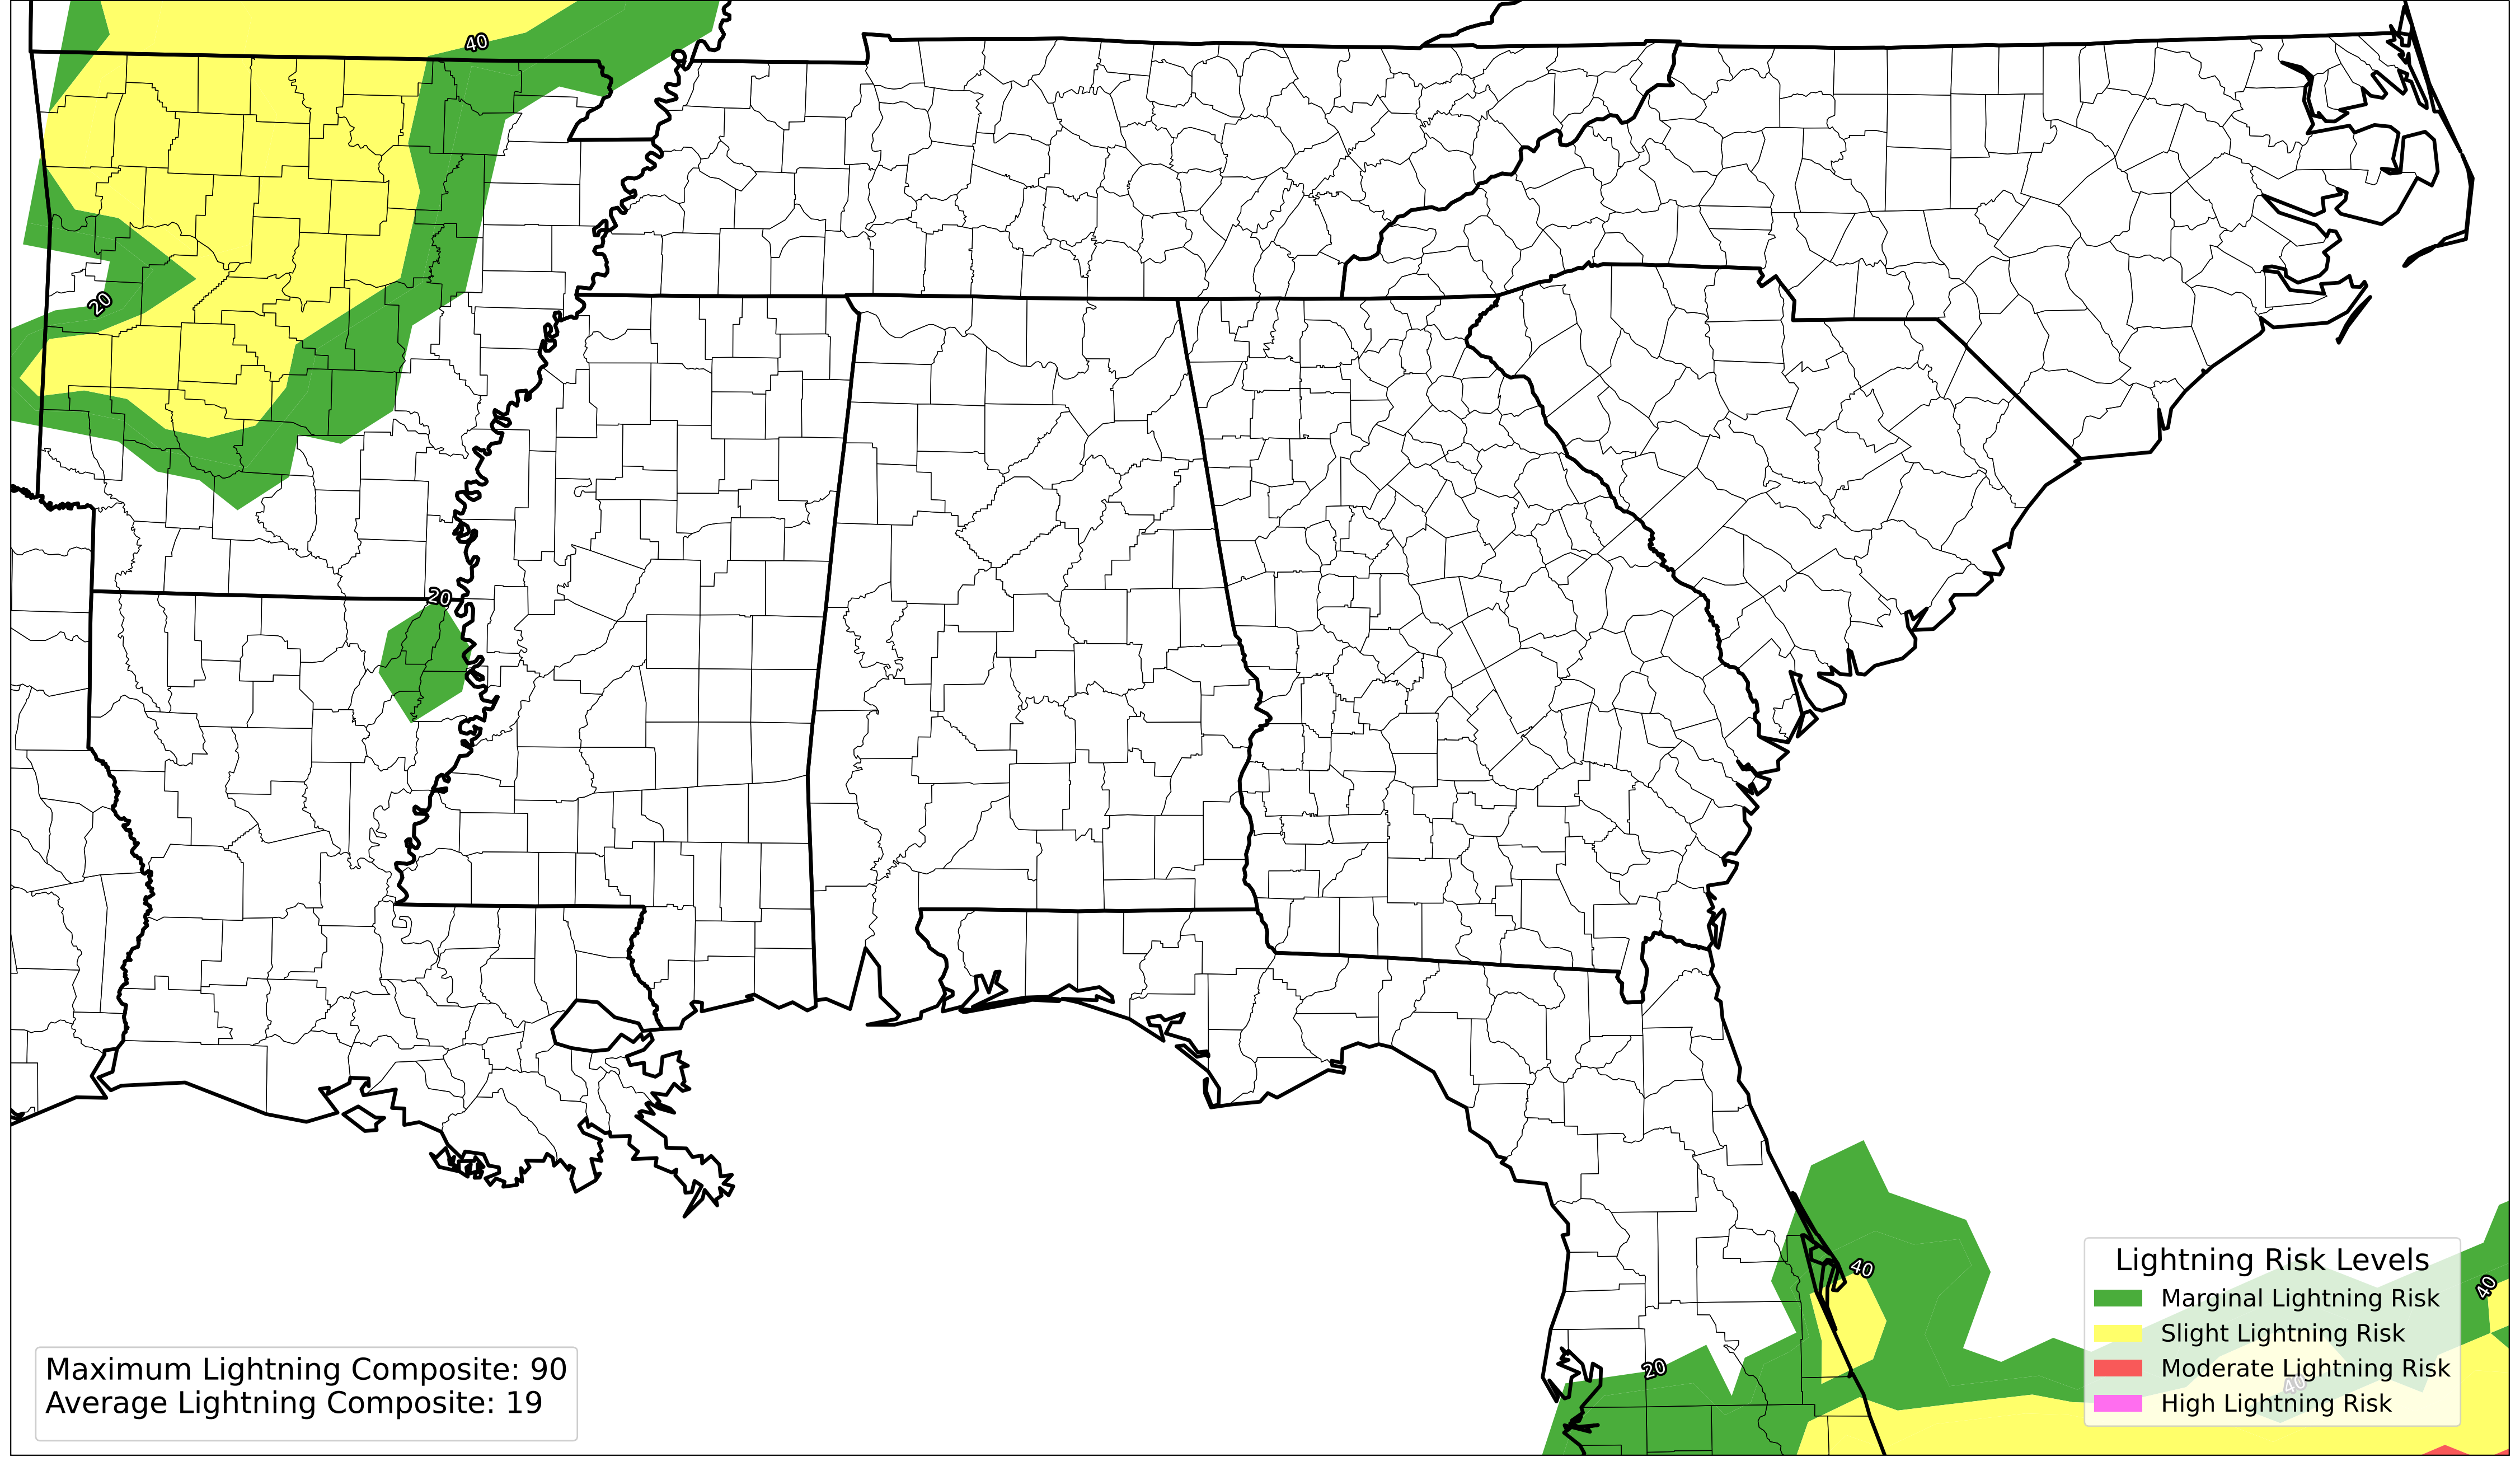 40
20
20
40
20
40
40
Lightning Risk Levels
Marginal Lightning Risk
Slight Lightning Risk
Moderate Lightning Risk
High Lightning Risk
Maximum Lightning Composite: 90
Average Lightning Composite: 19